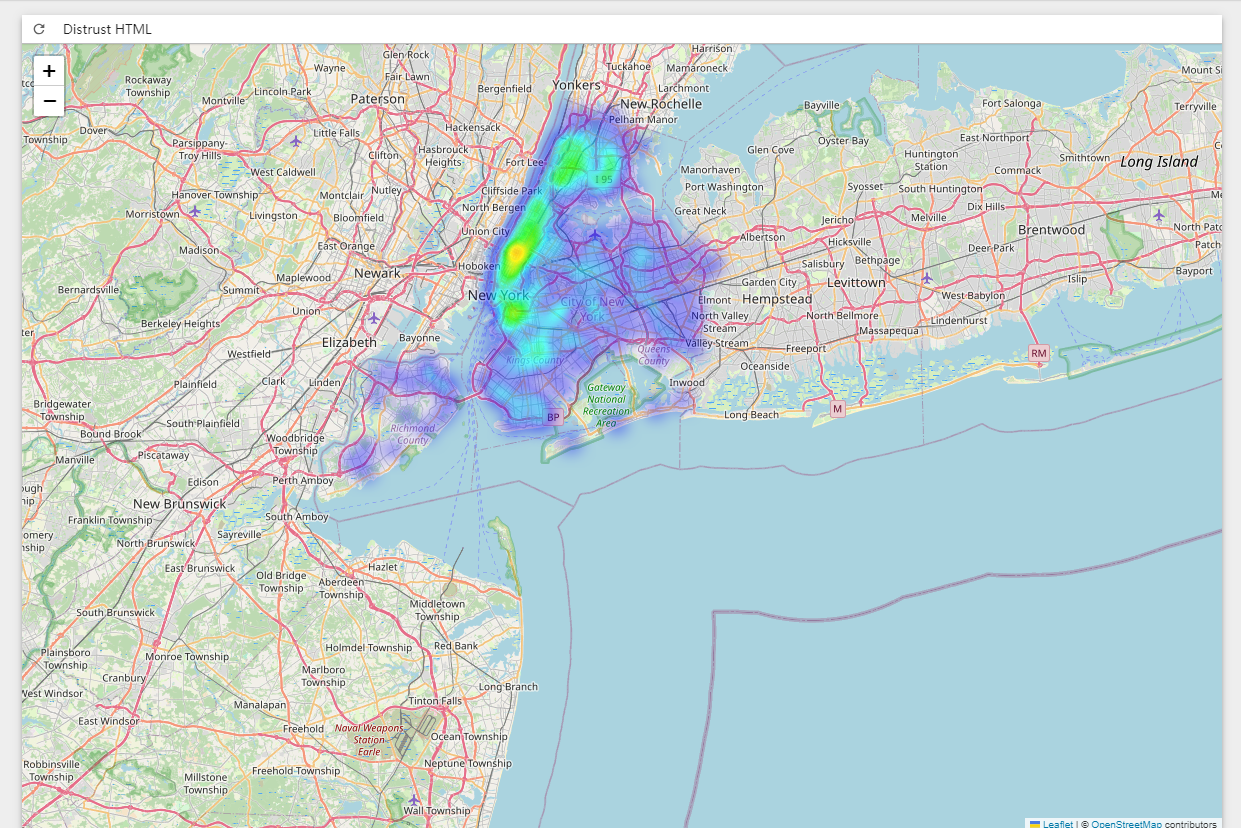 Distrust HTML
+
−
Glen Rock
Harrison
Tuckahoe
Mamaroneck
Wayne
Fair Lawn
Rockaway
Township
Lincoln Park
Paterson
Bergenfield
Yonkers
Larchmont
Mount Si
Montville
New Rochelle
Bayville
Fort Salonga
Terryville
Pelham Manor
Dover
Little Falls
Hackensack
Township
Parsippany-
Troy Hills
Clifton
Hasbrouck
Heights
Fort Lee
Glen Cove
Oyster Bay
East Northport
Huntington
Station
Smithtown
Long Island
West Caldwell
Manorhaven
Commack
I 95
Hanover Township
Montclair
Nutley
Cliffside Park
Port Washington
Syosset
South Huntington
Morristown
Livingston
Bloomfield
North Bergen
Great Neck
Dix Hills
Jericho
Melville
Union City
Brentwood
North Patc
Madison
East Orange
Albertson
Hicksville
Deer Park
Patch
Newark
Hoboken
Salisbury
Bethpage
Bayport
Maplewood
Garden City
Levittown
Islip
Bernardsville
Summit
New York
City of New
York
Elmont
Hempstead
West Babylon
Union
North Valley
Stream
North Bellmore
Lindenhurst
Berkeley Heights
Massapequa
ter
Elizabeth
Bayonne
Valley Stream
Freeport
Westfield
Kings County
Queens
County
RM
Oceanside
Plainfield
Clark
Linden
Inwood
Gateway
National
Recreation
Area
Bridgewater
Township
M
Long Beach
BP
South Plainfield
Richmond
County
Bound Brook
Woodbridge
Township
Manville
Piscataway
Edison
Perth Amboy
ough
hip
New Brunswick
South Amboy
Franklin Township
Sayreville
omery
nship
North Brunswick
East Brunswick
Hazlet
Old Bridge
Township
Aberdeen
Township
Middletown
Township
South Brunswick
Holmdel Township
Red Bank
Plainsboro
Township
Monroe Township
Marlboro
Township
Cranbury
West Windsor
Long Branch
Manalapan
Tinton Falls
East Windsor
Freehold
Naval Weapons
Station
Earle
Ocean Township
Robbinsville
Township
Freehold Township
Neptune Township
Millstone
Township
Wall Township
Leaflet | © OpenStreetMap contributors